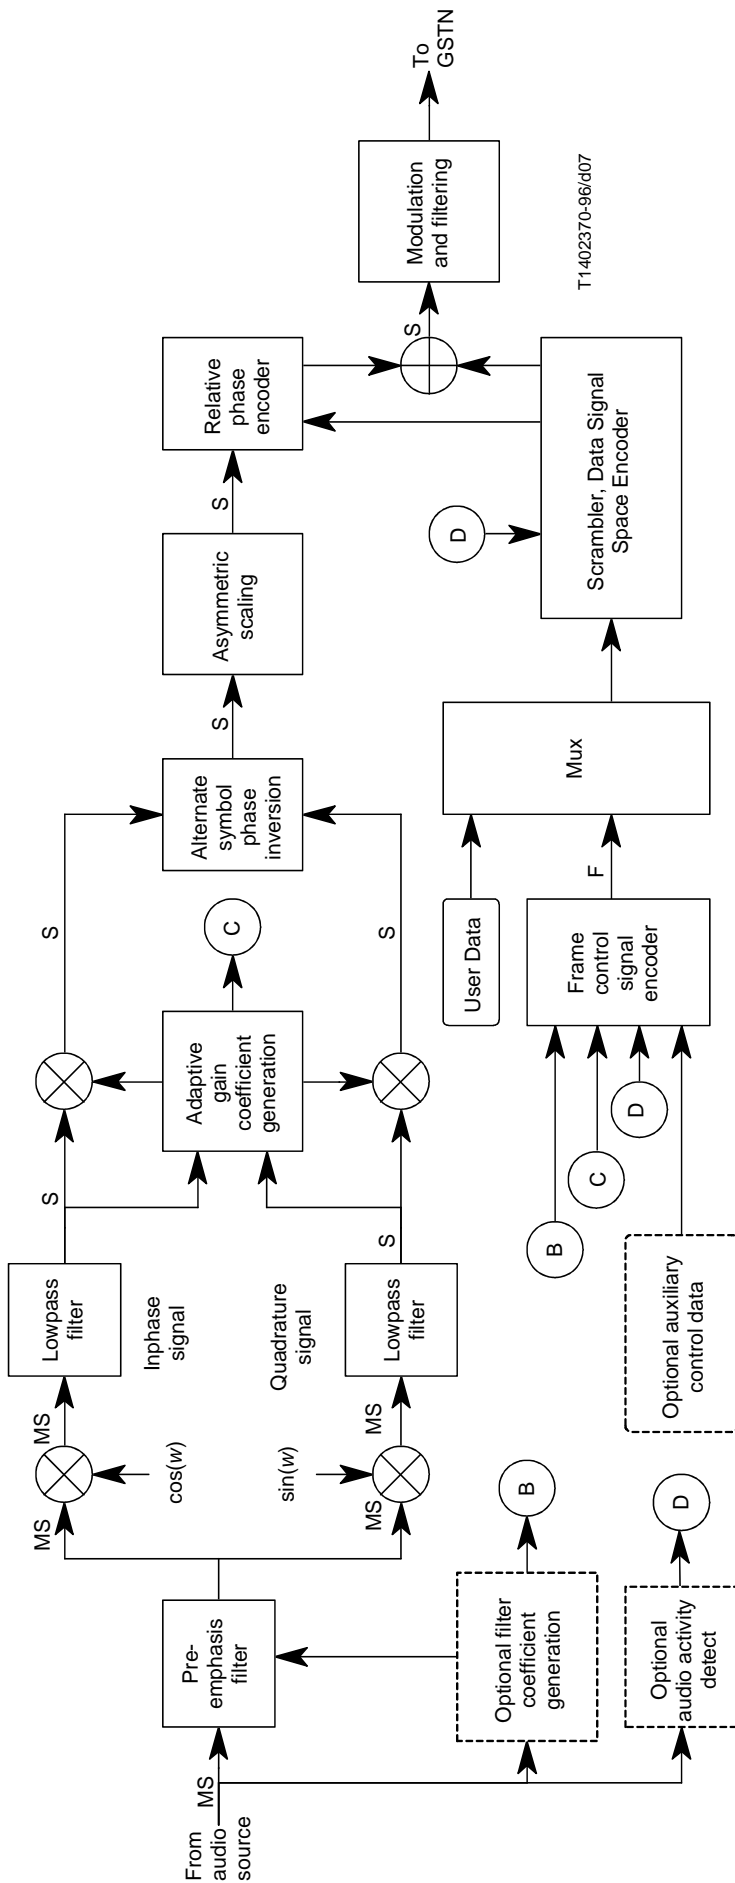 From
audio
source
MS
Pre-
emphasis
filter
MS
cos(w)
MS
Lowpass
filter
Inphase
signal
S
MS
sin(w)
MS
Quadrature
signal
Lowpass
filter
S
Adaptive
gain
coefficient
generation
C
S
S
Alternate
symbol
phase
inversion
S
Asymmetric
scaling
S
Relative
phase
encoder
S
Modulation
and filtering
To
GSTN
Optional filter
coefficient
generation
B
Optional
audio activity
detect
D
Optional auxiliary
control data
B
C
D
Frame
control
signal
encoder
F
User Data
Mux
D
Scrambler, Data Signal
Space Encoder
T1402370-96/d07